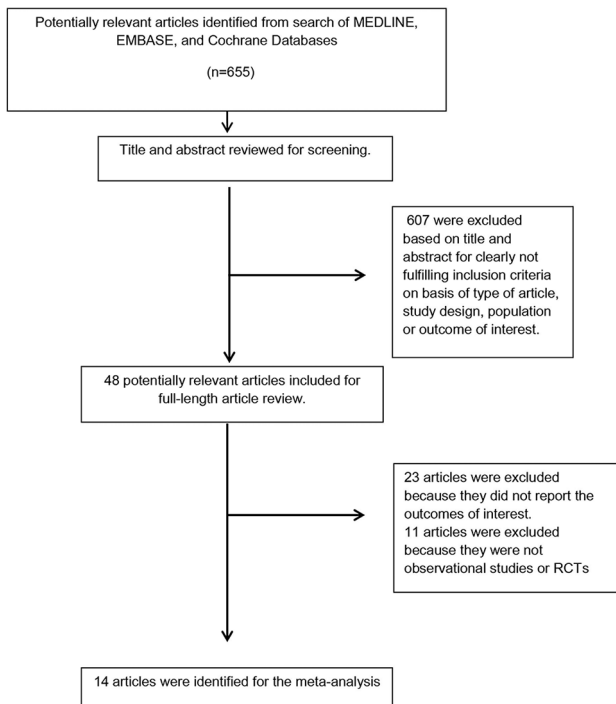 Potentially relevant articles identified from search of MEDLINE,
EMBASE, and Cochrane Databases
(n=655)
Title and abstract reviewed for screening.
607 were excluded
based on title and
abstract for clearly not
fulfilling inclusion criteria
on basis of type of article,
study design, population
or outcome of interest.
48 potentially relevant articles included for
full-length article review.
23 articles were excluded
because they did not report the
outcomes of interest.
11 articles were excluded
because they were not
observational studies or RCTs
14 articles were identified for the meta-analysis